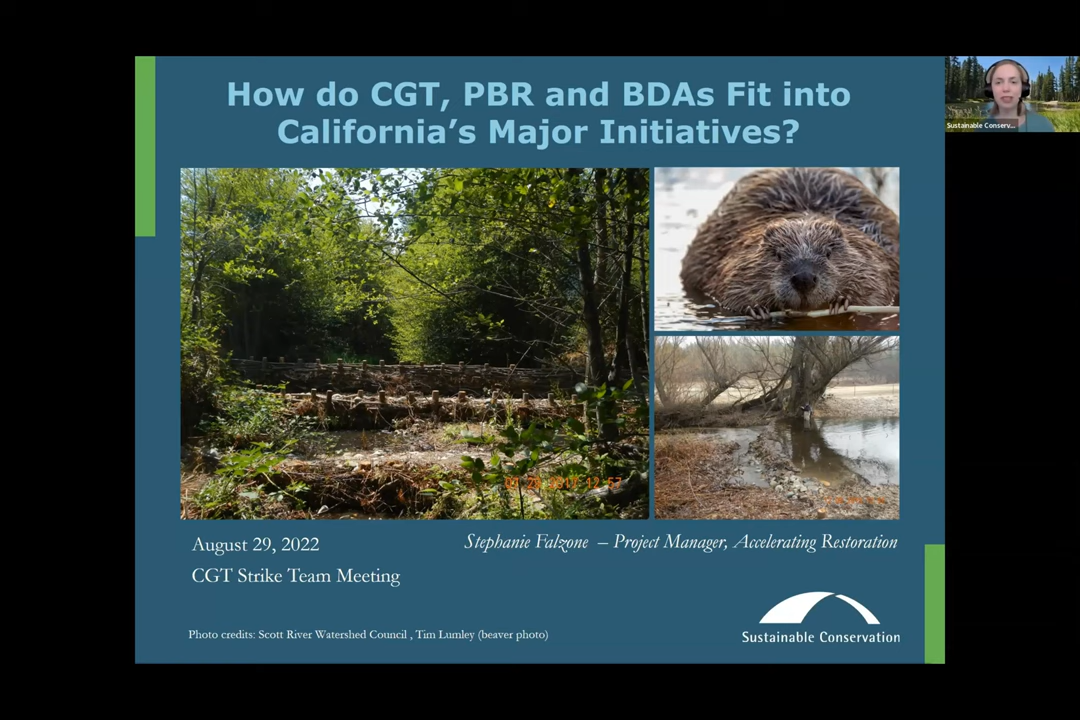 How do CGT, PBR and BDAs Fit into
California's Major Initiatives?
Sustainable Conserv...
August 29, 2022
Stephanie Falzone – Project Manager, Accelerating Restoration
CGT Strike Team Meeting
Photo credits: Scott River Watershed Council , Tim Lumley (beaver photo)
Sustainable Conservation